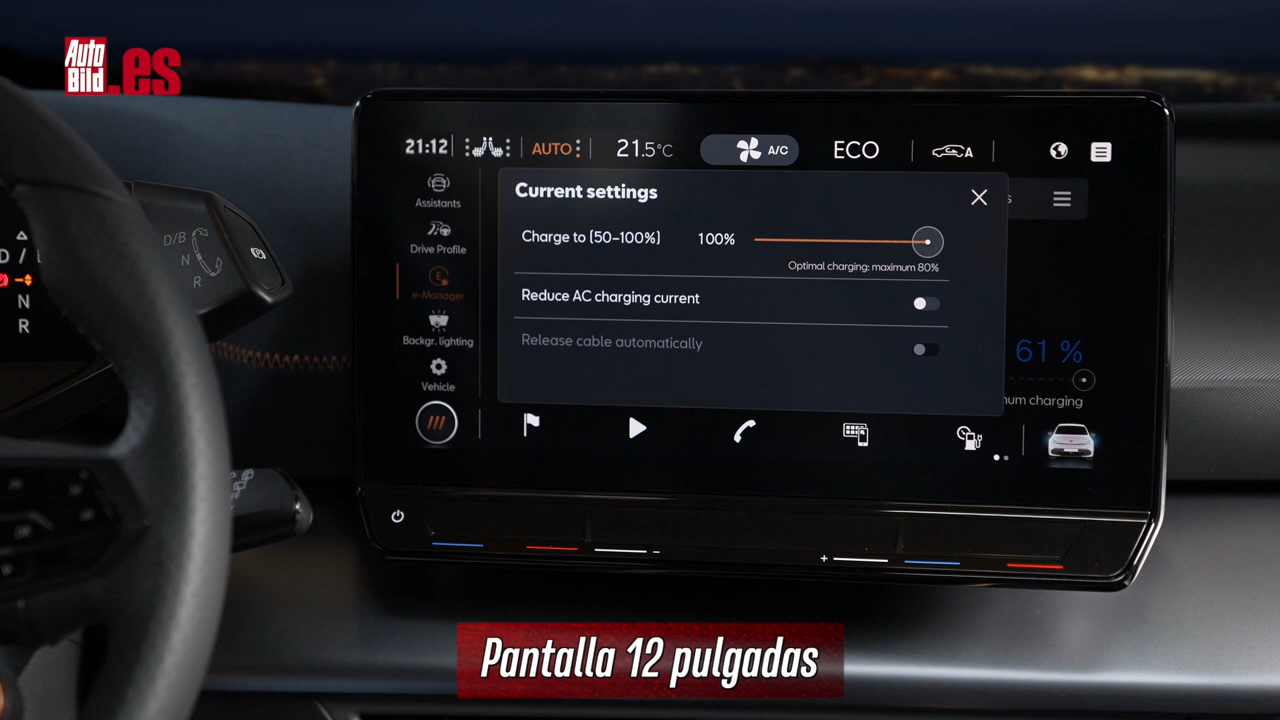 Auto
Bild
.es
21:12
AUTO
21.5°C
A/C
ECO
A
Assistants
Drive Profile
e-Manager
Backgr. lighting
Vehicle
Current settings
Charge to (50-100%)
100%
Optimal charging: maximum 80%
Reduce AC charging current
Release cable automatically
s
61 %
um charging
D/B
N
R
D /
N
R
Pantalla 12 pulgadas